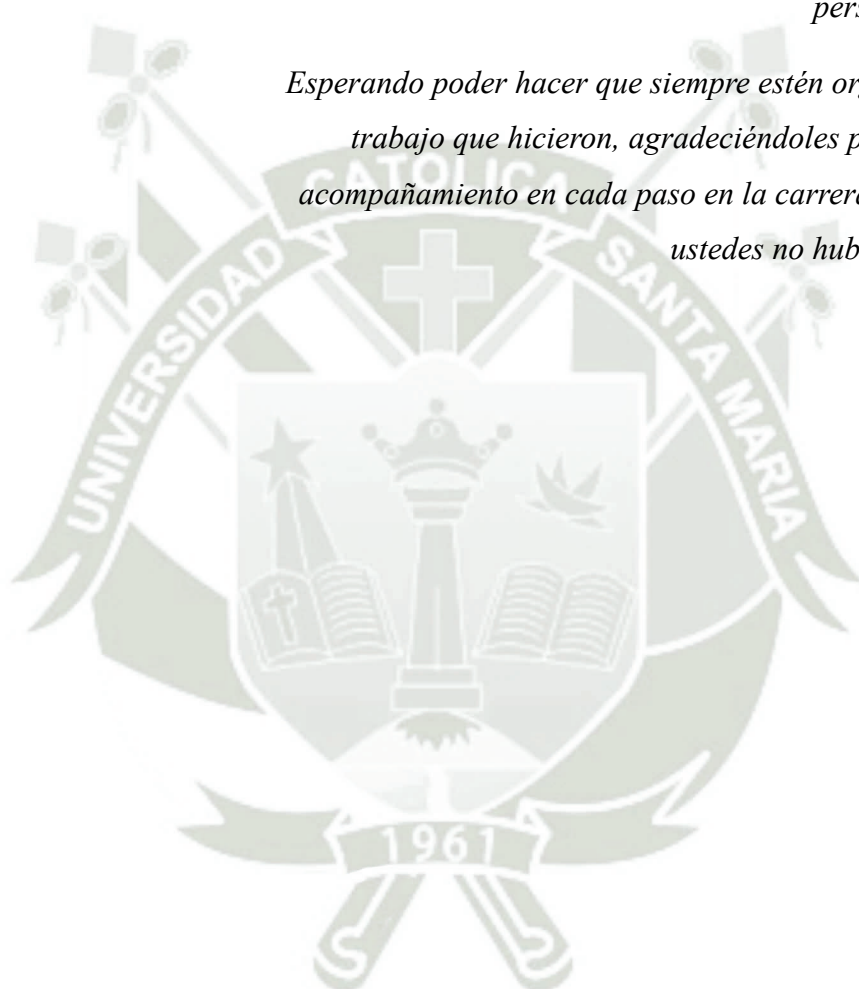 pers
Esperando poder hacer que siempre estén or
trabajo que hicieron, agradeciéndoles p
acompañamiento en cada paso en la carrera
ustedes no hub
UNIVERSIDAD CATOLICA SANTA MARIA
1961